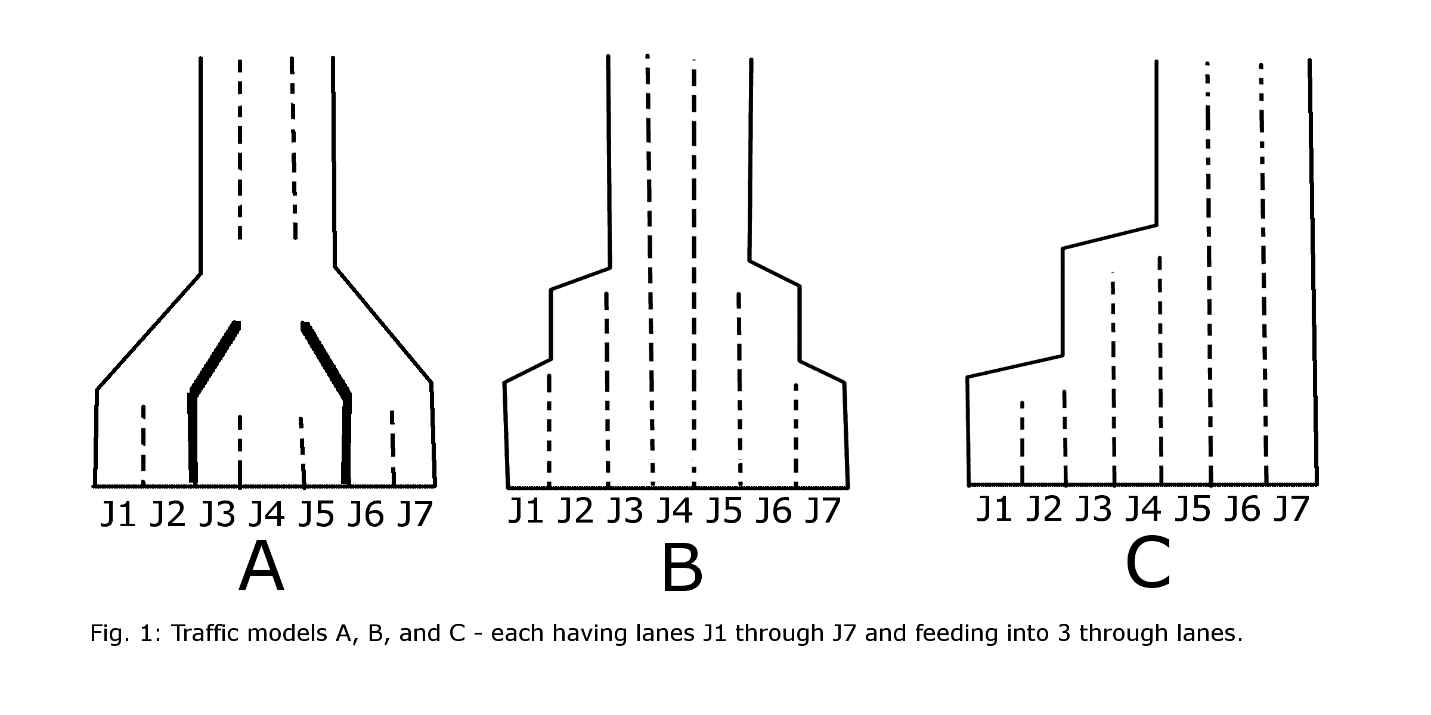 J1 J2 J3 J4 J5 J6 J7
A
J1 J2 J3 J4 J5 J6 J7
B
J1 J2 J3 J4 J5 J6 J7
C
Fig. 1: Traffic models A, B, and C - each having lanes J1 through J7 and feeding into 3 through lanes.